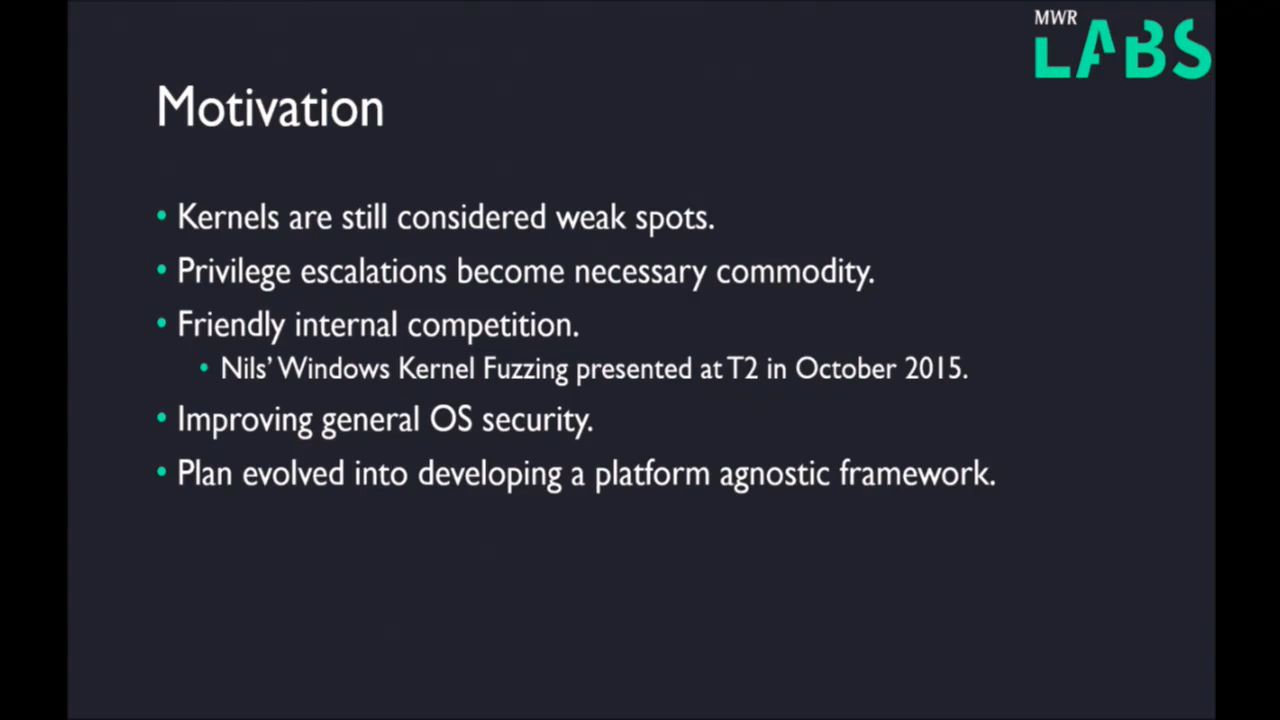 MWR
LABS
Motivation
• Kernels are still considered weak spots.
• Privilege escalations become necessary commodity.
• Friendly internal competition.
• Nils’ Windows Kernel Fuzzing presented at T2 in October 2015.
• Improving general OS security.
• Plan evolved into developing a platform agnostic framework.